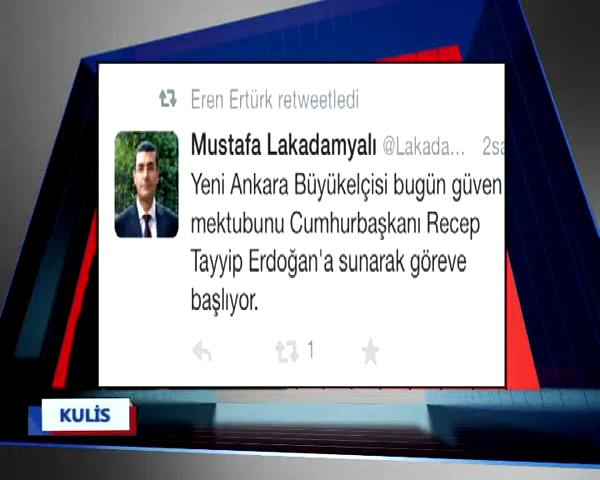 Eren Ertürk retweetledi
Mustafa Lakadamyalı @Lakada... 2sa
Yeni Ankara Büyükelçisi bugün güven
mektubunu Cumhurbaşkanı Recep
Tayyip Erdoğan'a sunarak göreve
başlıyor.
1
KULİS